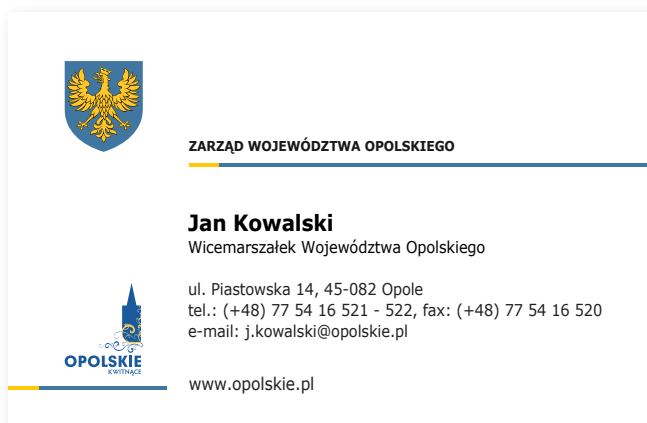 ZARZĄD WOJEWÓDZTWA OPOLSKIEGO
Jan Kowalski
Wicemarszałek Województwa Opolskiego
ul. Piastowska 14, 45-082 Opole
tel.: (+48) 77 54 16 521 - 522, fax: (+48) 77 54 16 520
e-mail: j.kowalski@opolskie.pl
OPOLSKIE
KWITNĄCE
www.opolskie.pl